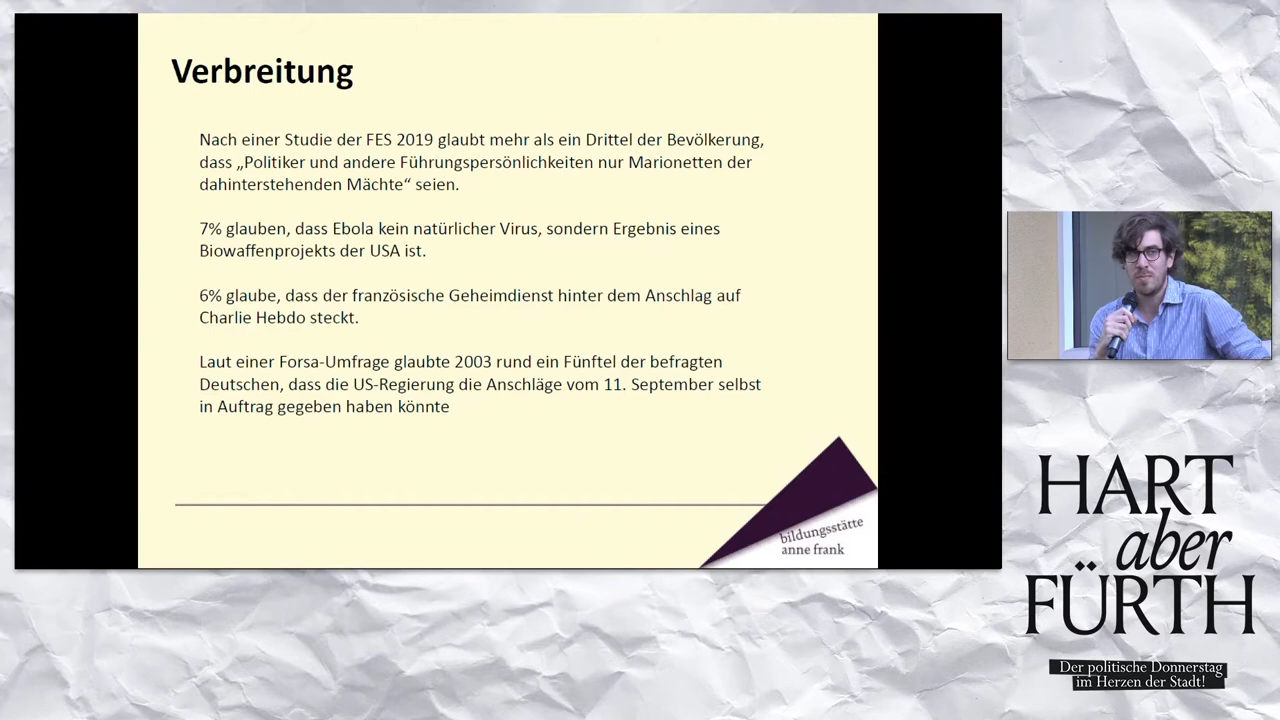 Verbreitung
Nach einer Studie der FES 2019 glaubt mehr als ein Drittel der Bevölkerung,
dass „Politiker und andere Führungspersönlichkeiten nur Marionetten der
dahinterstehenden Mächte“ seien.
7% glauben, dass Ebola kein natürlicher Virus, sondern Ergebnis eines
Biowaffenprojekts der USA ist.
6% glaube, dass der französische Geheimdienst hinter dem Anschlag auf
Charlie Hebdo steckt.
Laut einer Forsa-Umfrage glaubte 2003 rund ein Fünftel der befragten
Deutschen, dass die US-Regierung die Anschläge vom 11. September selbst
in Auftrag gegeben haben könnte
bildungsstätte
anne frank
HART
aber
FÜRTH
Der politische Donnerstag
im Herzen der Stadt!